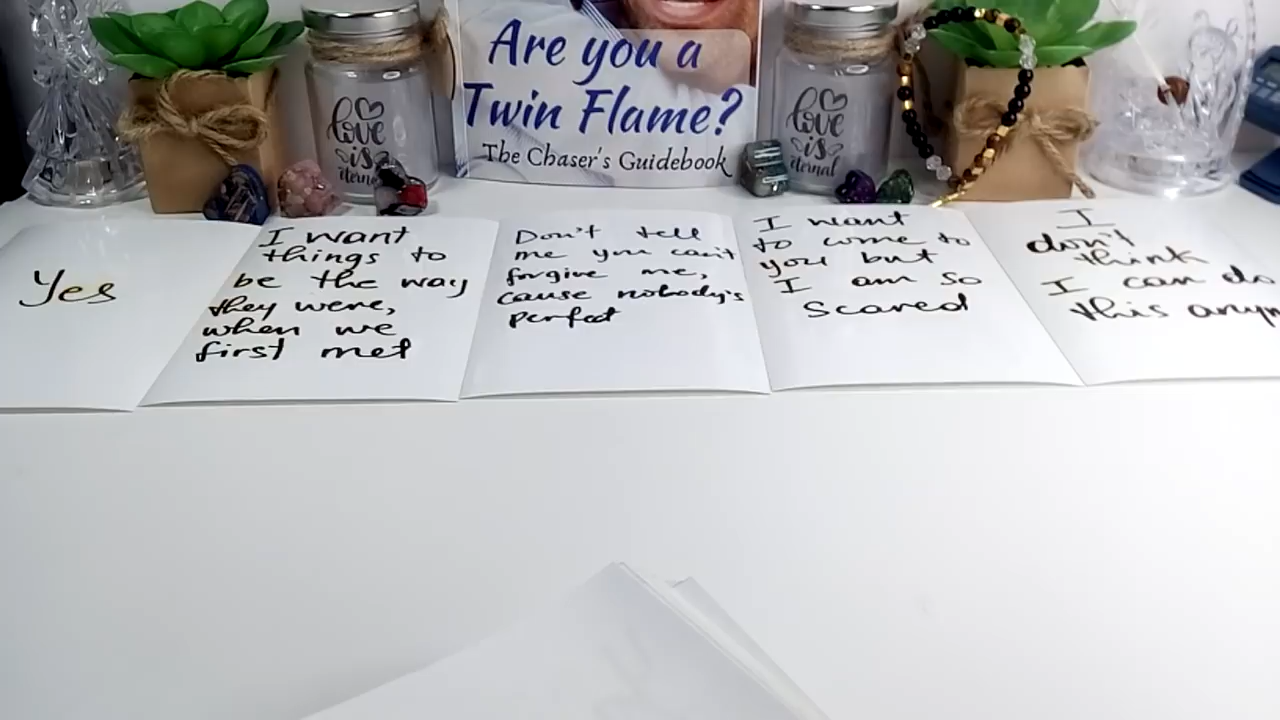 Are you a
Twin Flame?
The Chaser's Guidebook
love
is
love
is
eternal
Yes
I want
things to
be the way
they were,
when we
first met
Don't tell
me you can't
forgive me,
cause nobody's
perfect
I want
to come to
you but
I am so
Scared
I
don't
think
I can do
this anym